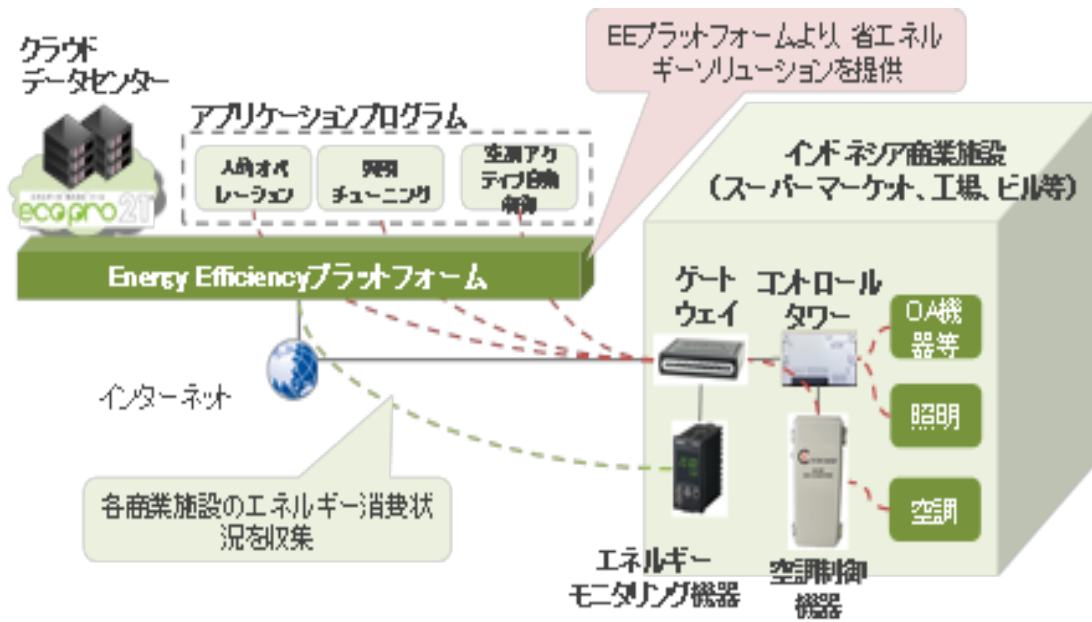 クラウド
データセンター
EEプラットフォームより、省エネル
ギーソリューションを提供
アプリケーションプログラム
人的オペ
レーション
チューニング
空調アク
ティブ自動
制御
ecopro21
Energy Efficiencyプラットフォーム
インドネシア商業施設
(スーパーマーケット、工場、ビル等)
ゲート
ウェイ
コントロール
タワー
OA機
器等
照明
空調
インターネット
各商業施設のエネルギー消費状
況を収集
エネルギー
モニタリング機器
空調制御
機器